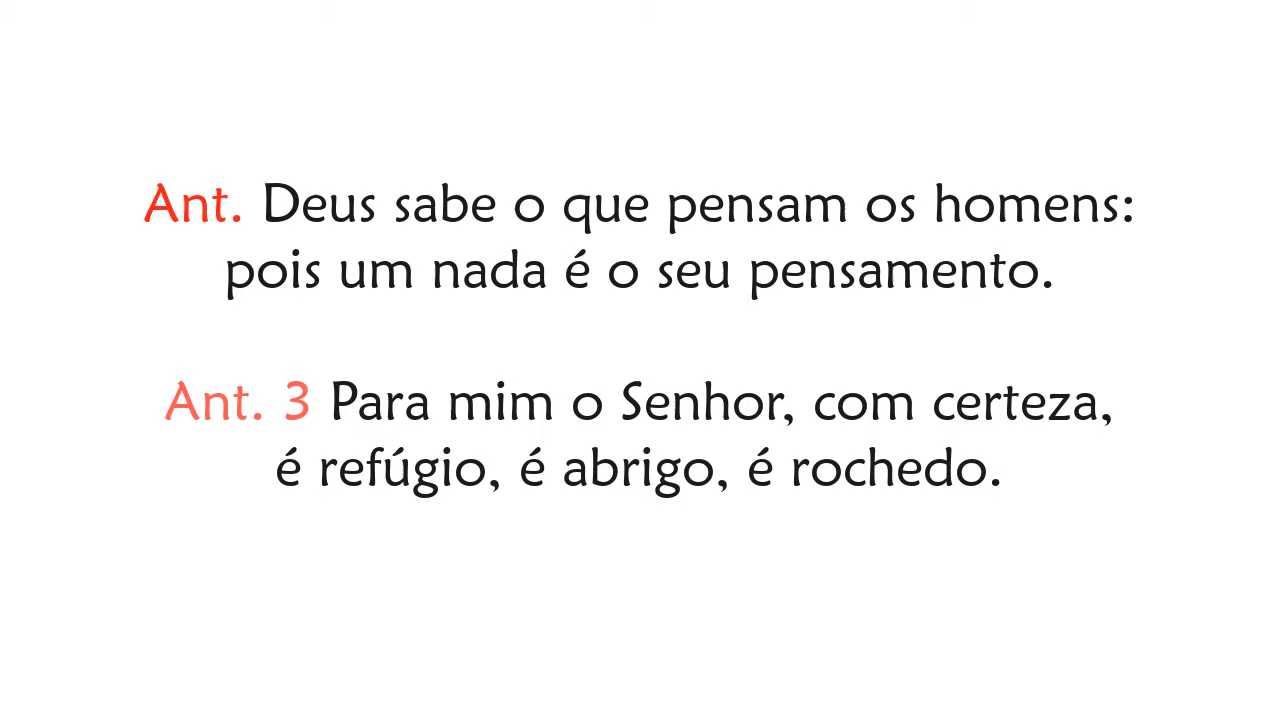 Ant. Deus sabe o que pensam os homens:
pois um nada é o seu pensamento.
Ant. 3 Para mim o Senhor, com certeza,
é refúgio, é abrigo, é rochedo.